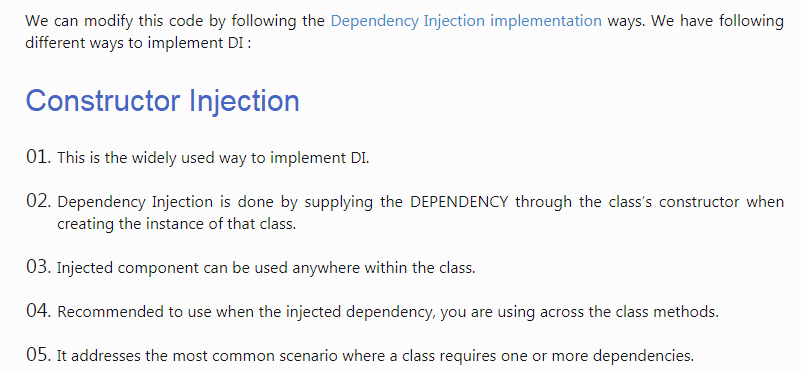 We can modify this code by following the Dependency Injection implementation ways. We have following
different ways to implement DI :
Constructor Injection
01. This is the widely used way to implement DI.
02. Dependency Injection is done by supplying the DEPENDENCY through the class’s constructor when
creating the instance of that class.
03. Injected component can be used anywhere within the class.
04. Recommended to use when the injected dependency, you are using across the class methods.
05. It addresses the most common scenario where a class requires one or more dependencies.